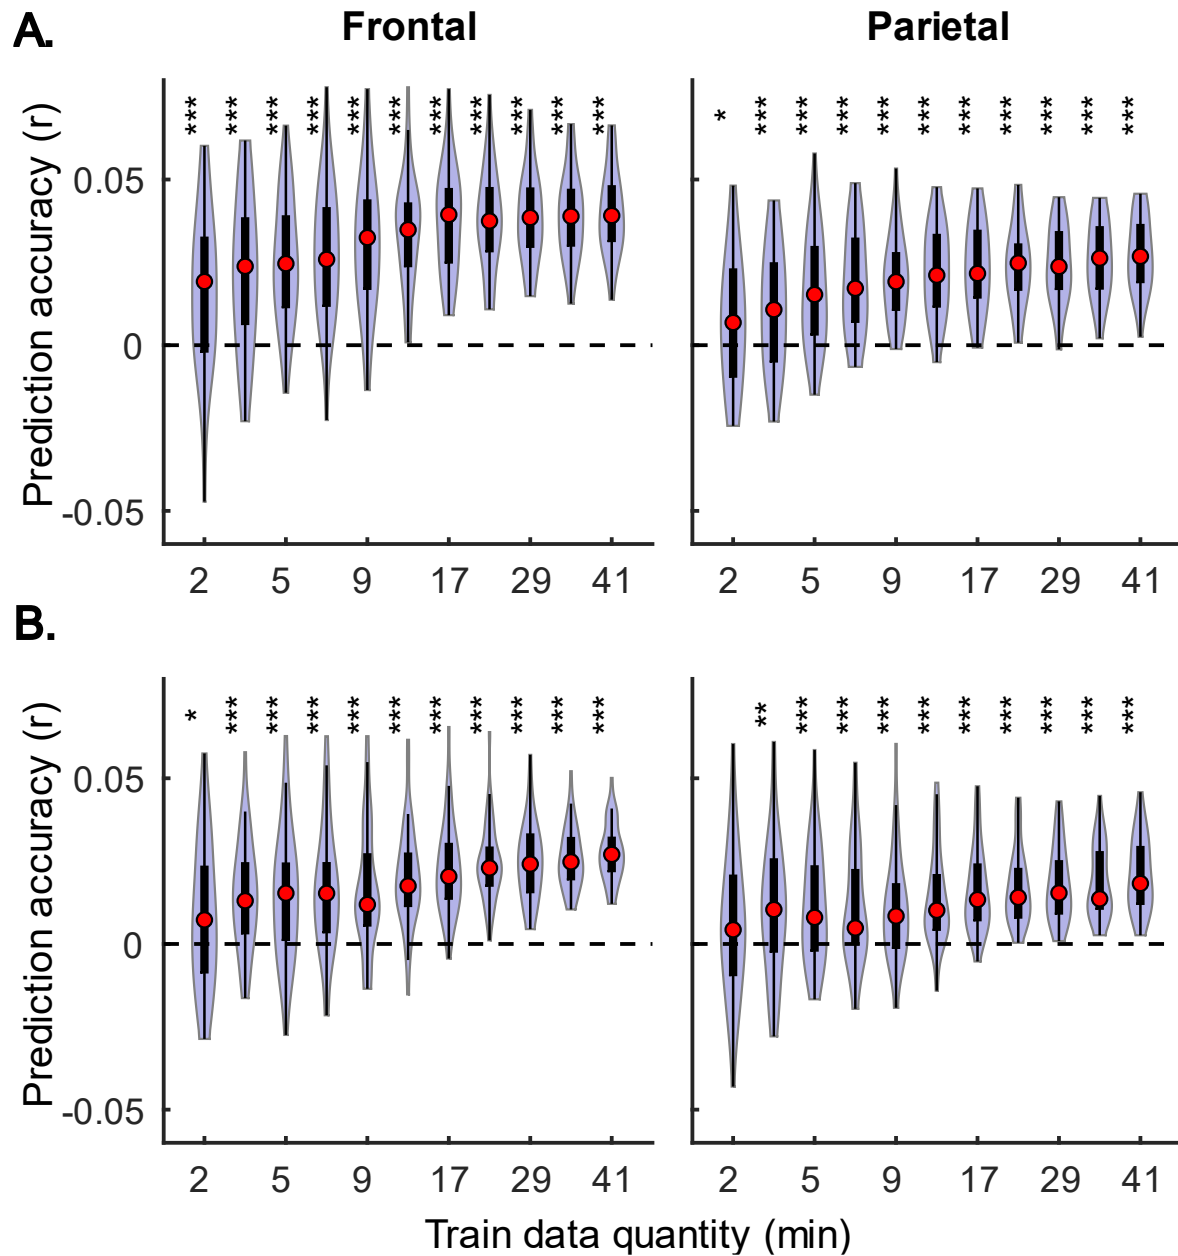 A.
Frontal
Parietal
*** *** *** *** *** *** *** *** *** *** ***
* *** *** *** *** *** *** *** *** *** ***
Prediction accuracy (r)
0.05
0
-0.05
2 5 9 17 29 41
2 5 9 17 29 41
B.
* *** *** *** *** *** *** *** *** *** ***
** *** *** *** *** *** *** *** *** ***
Prediction accuracy (r)
0.05
0
-0.05
2 5 9 17 29 41
2 5 9 17 29 41
Train data quantity (min)